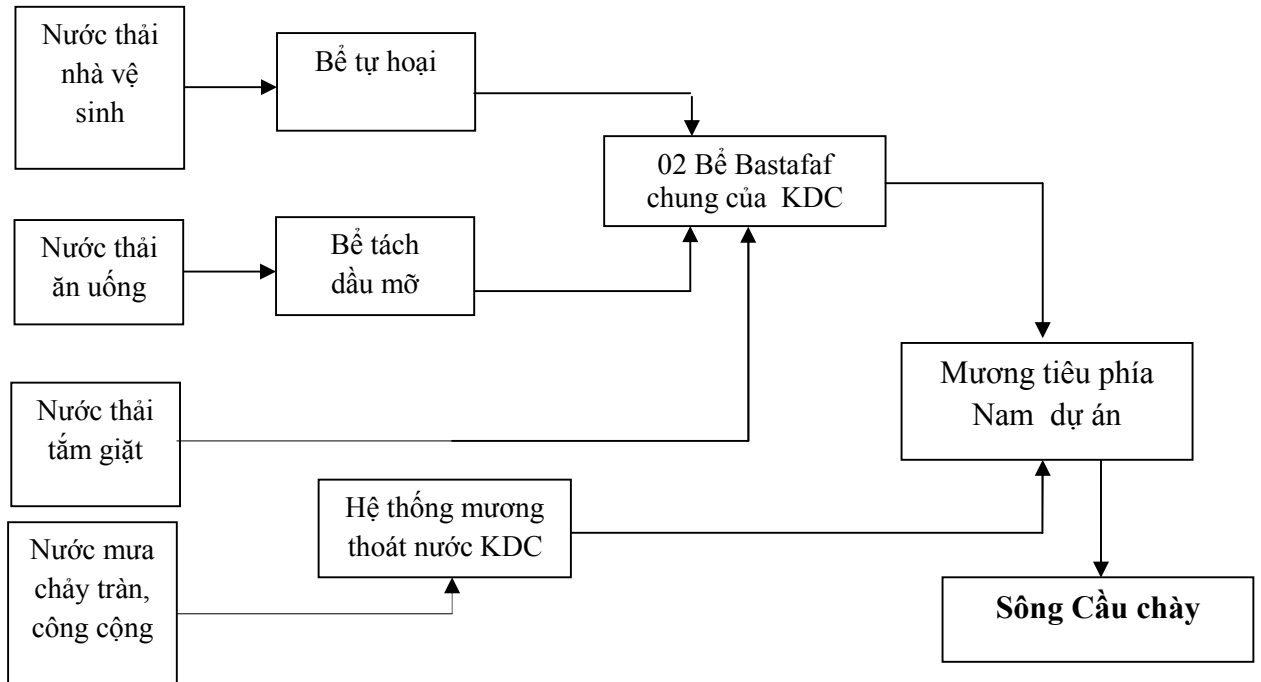 Nước thải
nhà vệ
sinh
Bể tự hoại
02 Bể Bastafaf
chung của KDC
Nước thải
ăn uống
Bể tách
dầu mỡ
Mương tiêu phía
Nam dự án
Nước thải
tắm giặt
Hệ thống mương
thoát nước KDC
Nước mưa
chảy tràn,
công cộng
Sông Cầu chày